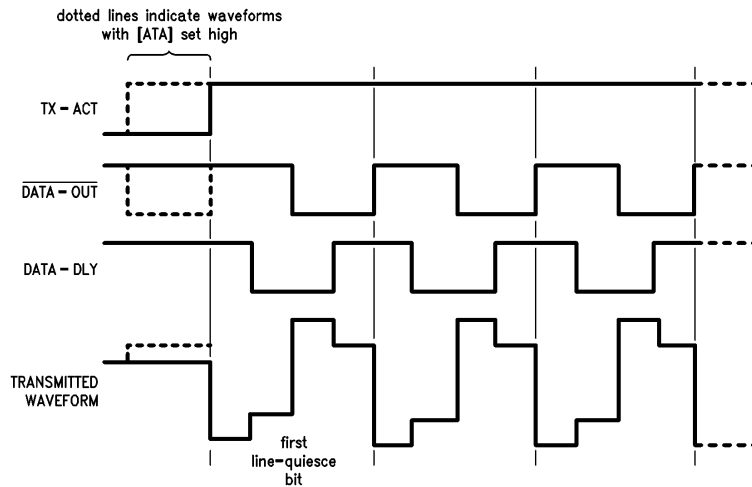 dotted lines indicate waveforms
with [ATA] set high
TX-ACT
DATA-OUT
DATA-DLY
TRANSMITTED
WAVEFORM
first
line-quiesce
bit